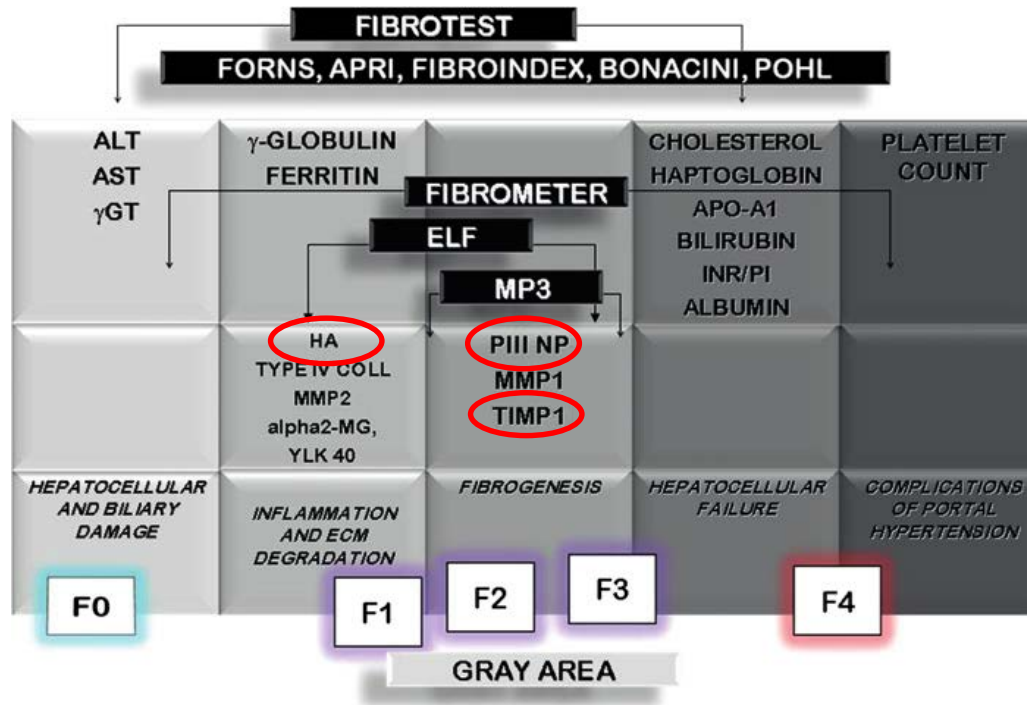 FIBROTEST
FORNS, APRI, FIBROINDEX, BONACINI, POHL
ALT
AST
γGT
γ-GLOBULIN
FERRITIN
CHOLESTEROL
HAPTOGLOBIN
APO-A1
BILIRUBIN
INR/PI
ALBUMIN
PLATELET
COUNT
FIBROMETER
ELF
MP3
HA
TYPE IV COLL
MMP2
alpha2-MG,
YLK 40
PIII NP
MMP1
TIMP1
HEPATOCELLULAR
AND BILIARY
DAMAGE
INFLAMMATION
AND ECM
DEGRADATION
FIBROGENESIS
HEPATOCELLULAR
FAILURE
COMPLICATIONS
OF PORTAL
HYPERTENSION
F0
F1
F2
F3
F4
GRAY AREA